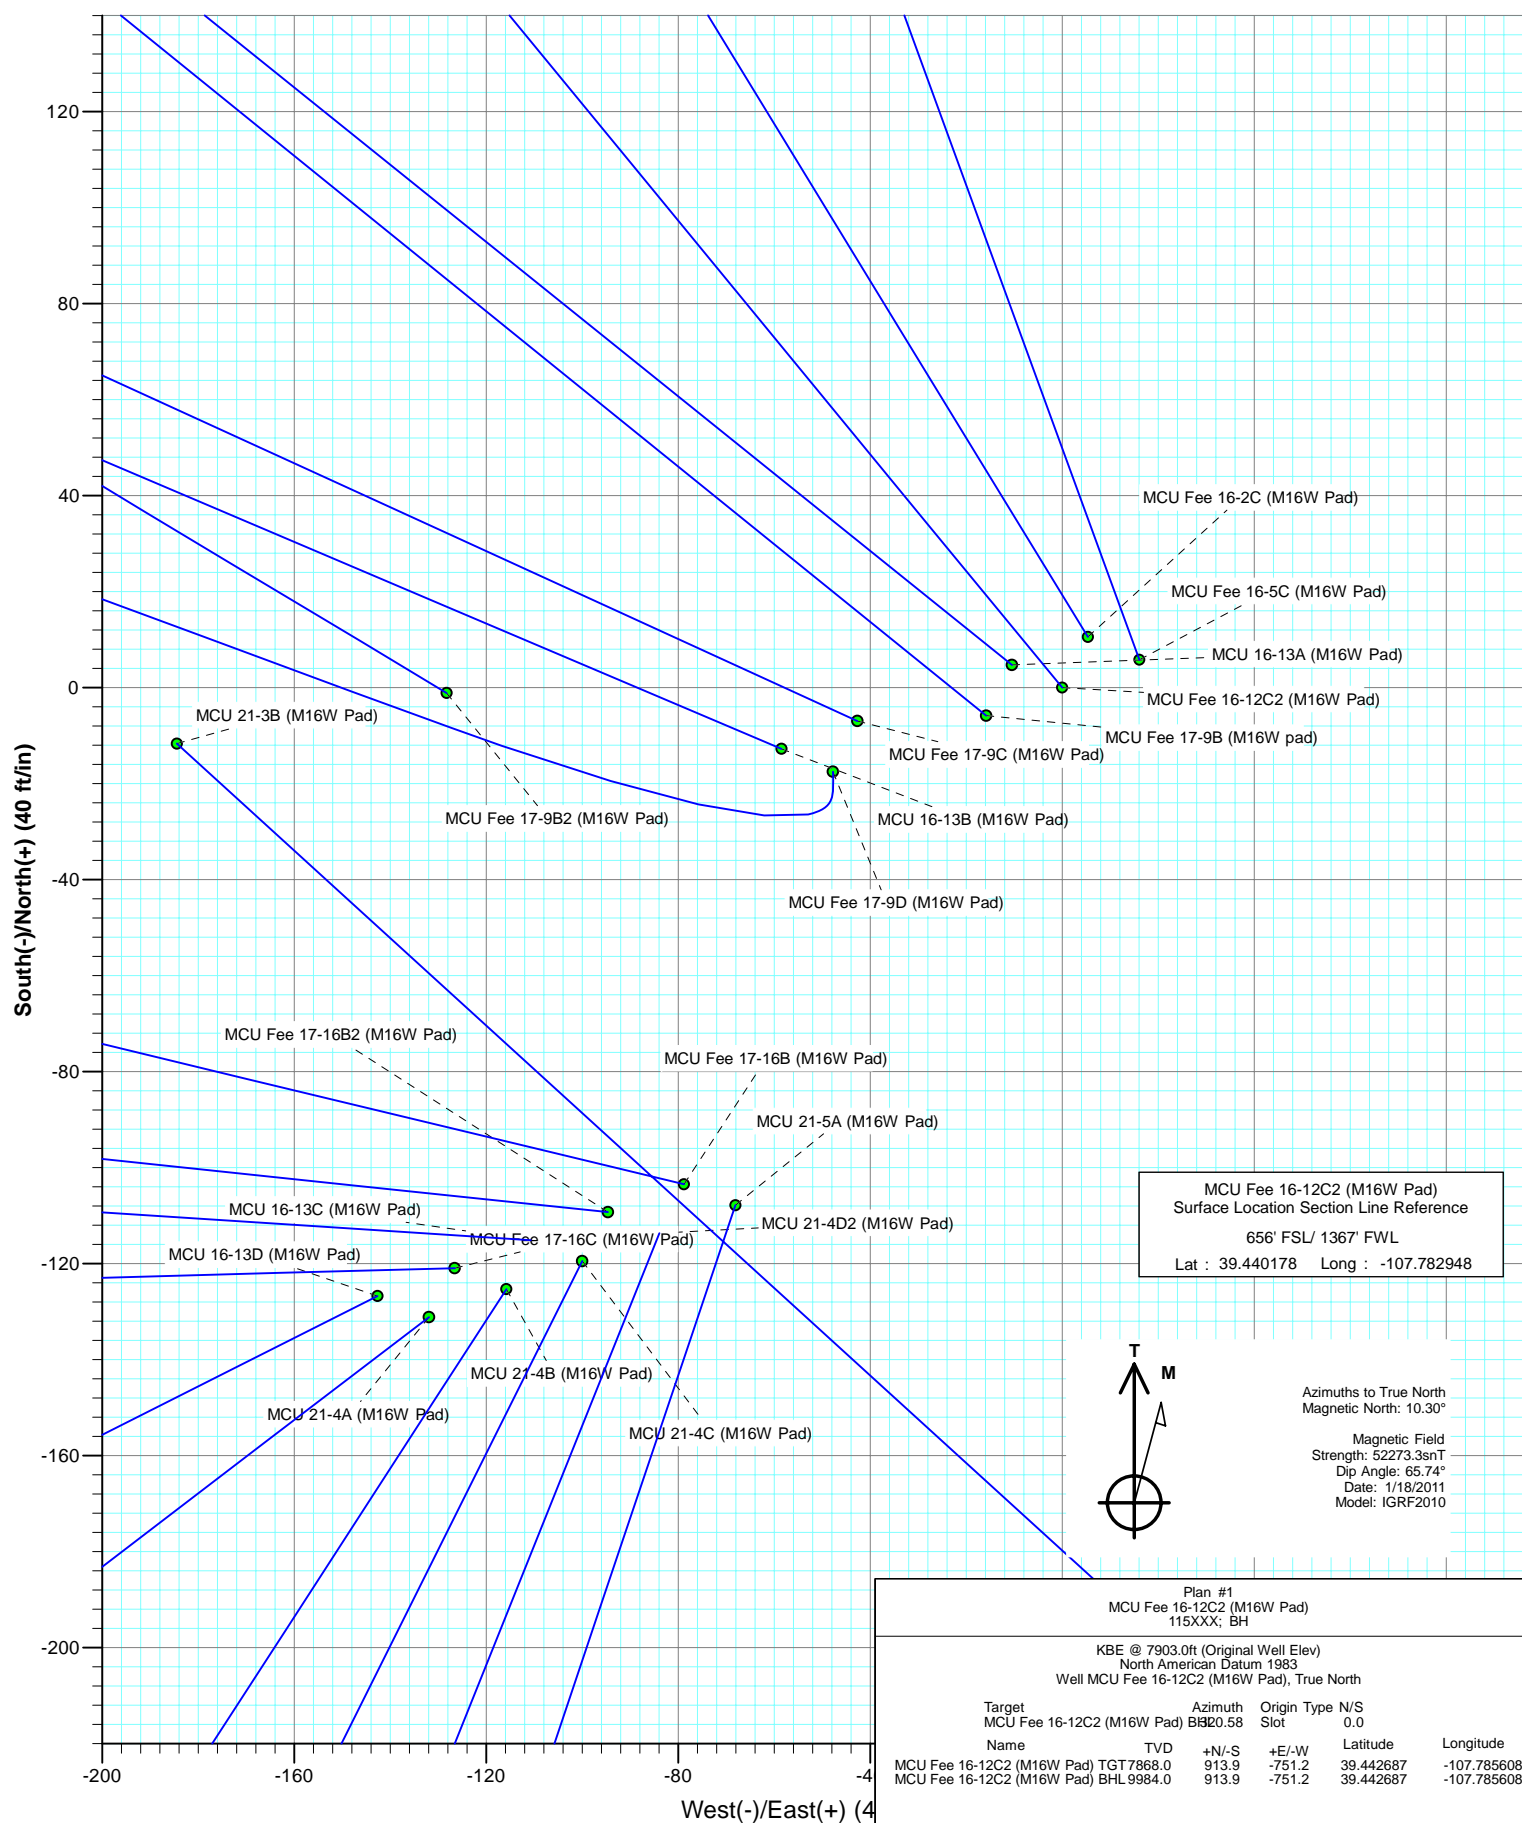 120
80
40
0
-40
-80
-120
-160
-200
South(-)/North(+) (40 ft/in)
MCU Fee 16-2C (M16W Pad)
MCU Fee 16-5C (M16W Pad)
MCU 16-13A (M16W Pad)
MCU Fee 16-12C2 (M16W Pad)
MCU 21-3B (M16W Pad)
MCU Fee 17-9B (M16W pad)
MCU Fee 17-9C (M16W Pad)
MCU Fee 17-9B2 (M16W Pad)
MCU 16-13B (M16W Pad)
MCU Fee 17-9D (M16W Pad)
MCU Fee 17-16B2 (M16W Pad)
MCU Fee 17-16B (M16W Pad)
MCU 21-5A (M16W Pad)
MCU 16-13C (M16W Pad)
MCU 21-4D2 (M16W Pad)
MCU Fee 17-16C (M16W Pad)
MCU 16-13D (M16W Pad)
MCU 21-4B (M16W Pad)
MCU 21-4A (M16W Pad)
MCU 21-4C (M16W Pad)
MCU Fee 16-12C2 (M16W Pad)
Surface Location Section Line Reference
656' FSL/ 1367' FWL
Lat : 39.440178 Long : -107.782948
T
M
Azimuths to True North
Magnetic North: 10.30°
Magnetic Field
Strength: 52273.3snT
Dip Angle: 65.74°
Date: 1/18/2011
Model: IGRF2010
Plan #1
MCU Fee 16-12C2 (M16W Pad)
115XXX; BH
KBE @ 7903.0ft (Original Well Elev)
North American Datum 1983
Well MCU Fee 16-12C2 (M16W Pad), True North
Target Azimuth Origin Type N/S
MCU Fee 16-12C2 (M16W Pad) BHL 320.58 Slot 0.0
Name TVD +N/-S +E/-W Latitude Longitude
MCU Fee 16-12C2 (M16W Pad) TGT 7868.0 913.9 -751.2 39.442687 -107.785608
MCU Fee 16-12C2 (M16W Pad) BHL 9984.0 913.9 -751.2 39.442687 -107.785608
-200 -160 -120 -80 -4
West(-)/East(+) (4